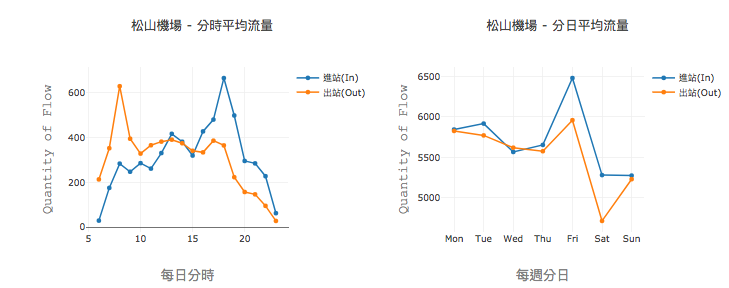 松山機場 - 分時平均流量
進站(In)
出站(Out)
Quantity of Flow
600
400
200
0
5
10
15
20
每日分時
松山機場 - 分日平均流量
進站(In)
出站(Out)
Quantity of Flow
6500
6000
5500
5000
Mon Tue Wed Thu Fri Sat Sun
每週分日